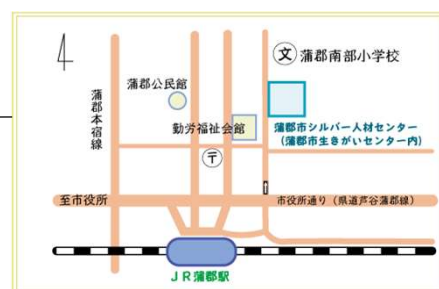 文 蒲郡南部小学校
蒲郡公民館
蒲郡本宿線
勤労福祉会館
蒲郡市シルバー人材センター
(蒲郡市生きがいセンター内)
〒
至市役所
市役所通り(県道芦谷蒲郡線)
JR蒲郡駅